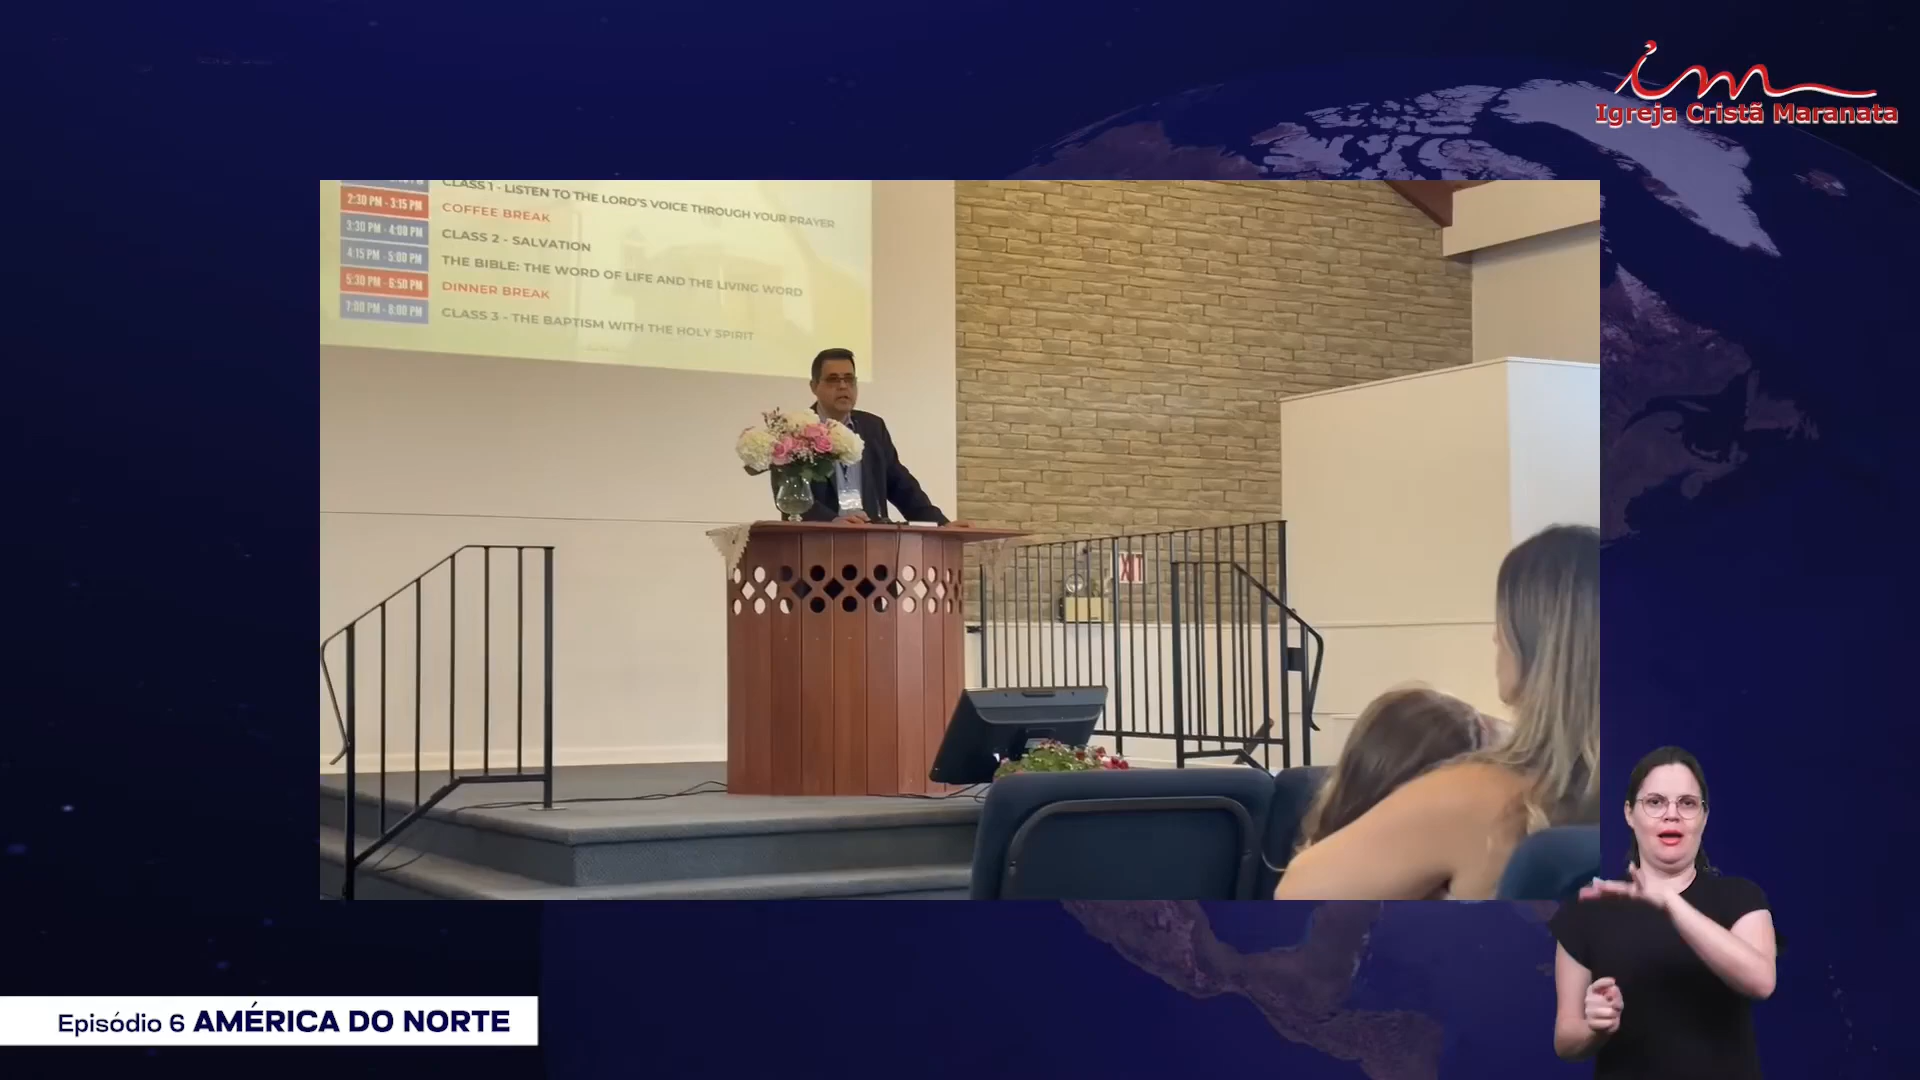 im
Igreja Cristã Maranata
CLASS 1 - LISTEN TO THE LORD'S VOICE THROUGH YOUR PRAYER
2:30 PM - 3:15 PM COFFEE BREAK
3:30 PM - 4:00 PM CLASS 2 - SALVATION
4:15 PM - 5:00 PM THE BIBLE: THE WORD OF LIFE AND THE LIVING WORD
5:30 PM - 6:50 PM DINNER BREAK
7:00 PM - 8:00 PM CLASS 3 - THE BAPTISM WITH THE HOLY SPIRIT
XIT
Episódio 6 AMÉRICA DO NORTE